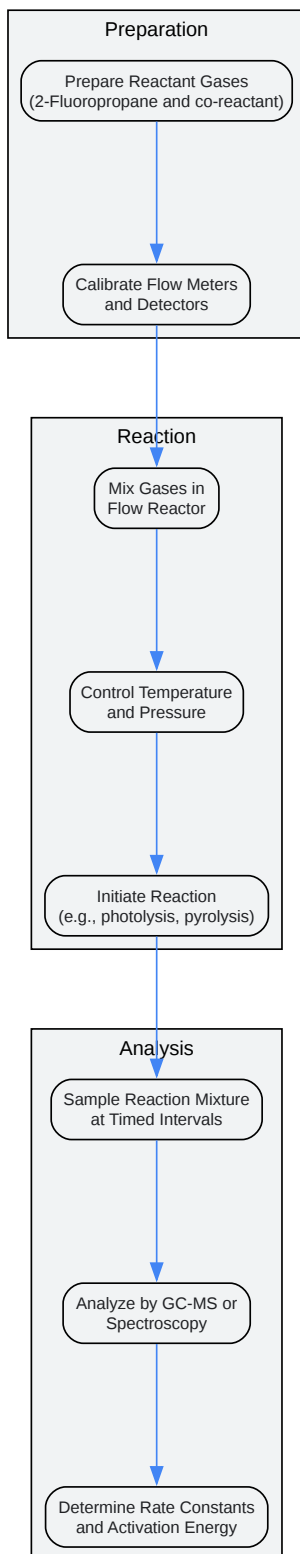 Preparation
Prepare Reactant Gases
(2-Fluoropropane and co-reactant)
Calibrate Flow Meters
and Detectors
Reaction
Mix Gases in
Flow Reactor
Control Temperature
and Pressure
Initiate Reaction
(e.g., photolysis, pyrolysis)
Analysis
Sample Reaction Mixture
at Timed Intervals
Analyze by GC-MS or
Spectroscopy
Determine Rate Constants
and Activation Energy